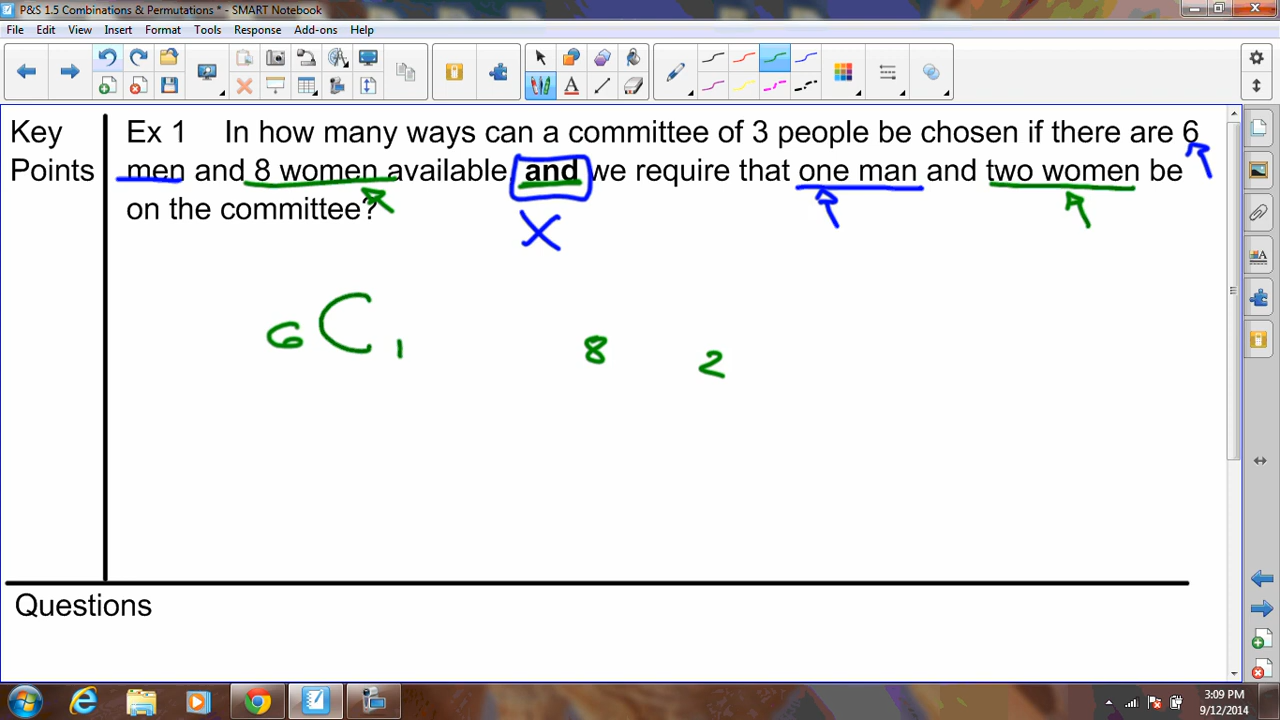 P&S 1.5 Combinations & Permutations * - SMART Notebook
File Edit View Insert Format Tools Response Add-ons Help
Key Points
Ex 1 In how many ways can a committee of 3 people be chosen if there are 6
men and 8 women available, and we require that one man and two women be
on the committee?
X
6 C 1 8 2
Questions
3:09 PM
9/12/2014